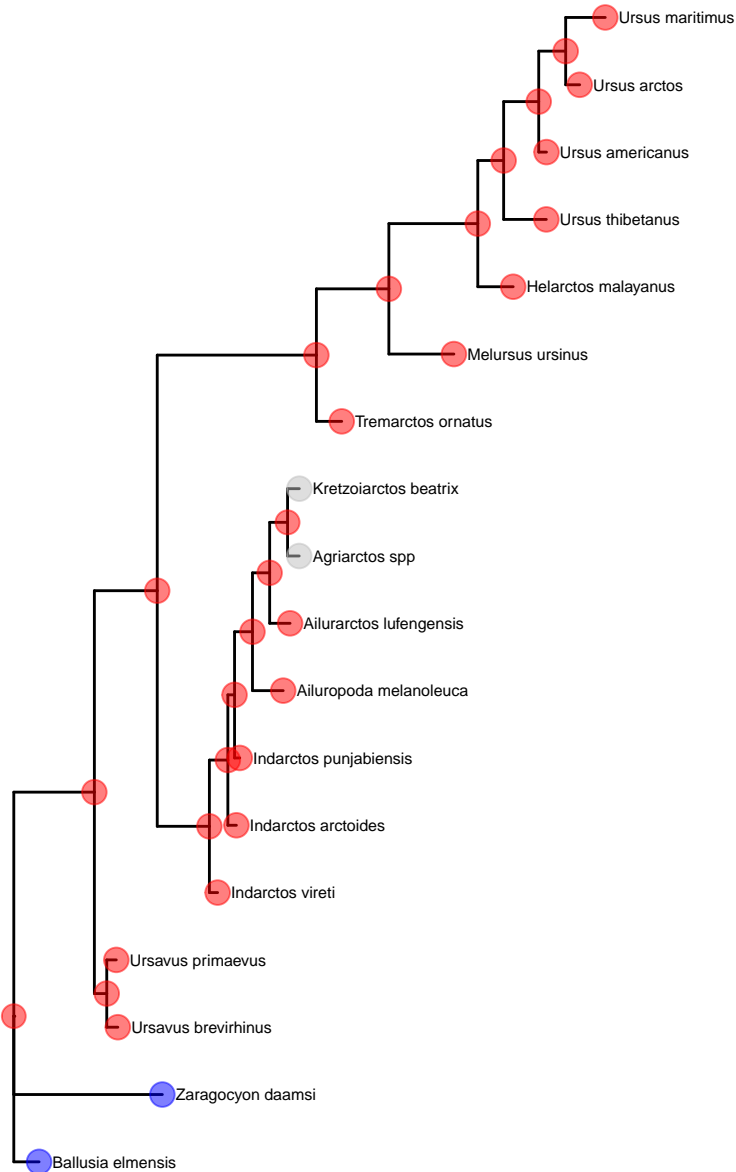 Ursus maritimus
Ursus arctos
Ursus americanus
Ursus thibetanus
Helarctos malayanus
Melursus ursinus
Tremarctos ornatus
Kretzoiarctos beatrix
Agriarctos spp
Ailurarctos lufengensis
Ailuropoda melanoleuca
Indarctos punjabiensis
Indarctos arctoides
Indarctos vireti
Ursavus primaevus
Ursavus brevirhinus
Zaragocyon daamsi
Ballusia elmensis